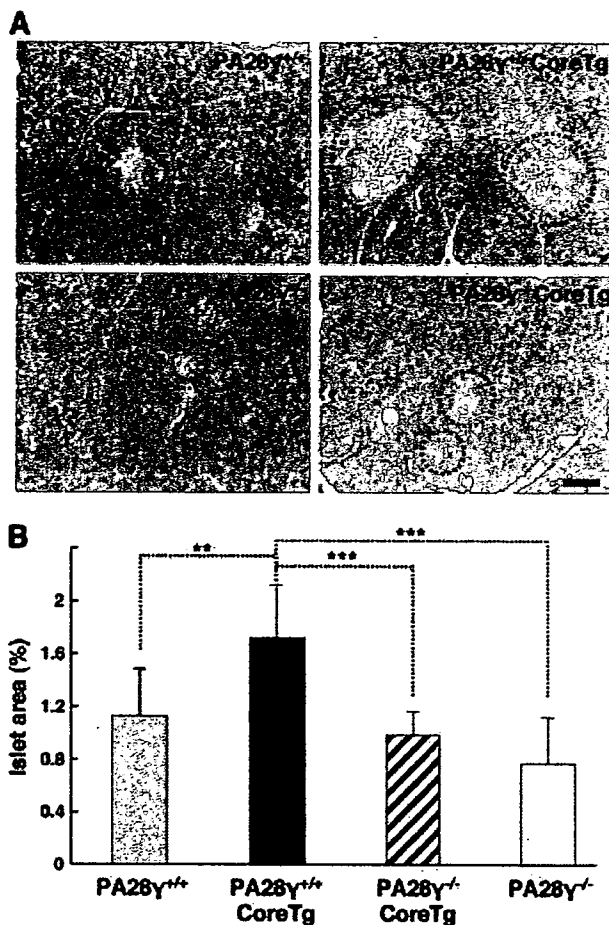 A
PA28γ+/+
PA28γ+/+CoreTg
PA28γ-/-CoreTg
B
**
***
***
Islet area (%)
2
1.6
1.2
0.8
0.4
0
PA28γ+/+
PA28γ+/+
CoreTg
PA28γ-/-
CoreTg
PA28γ-/-